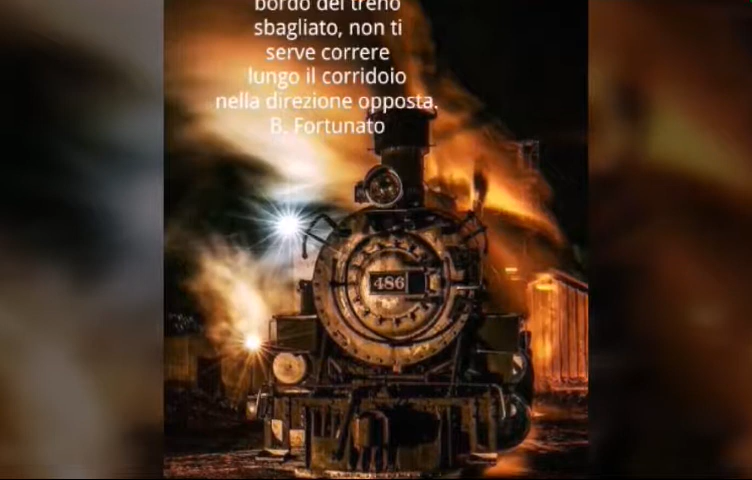 bordo del treno
sbagliato, non ti
serve correre
lungo il corridoio
nella direzione opposta.
B. Fortunato
486